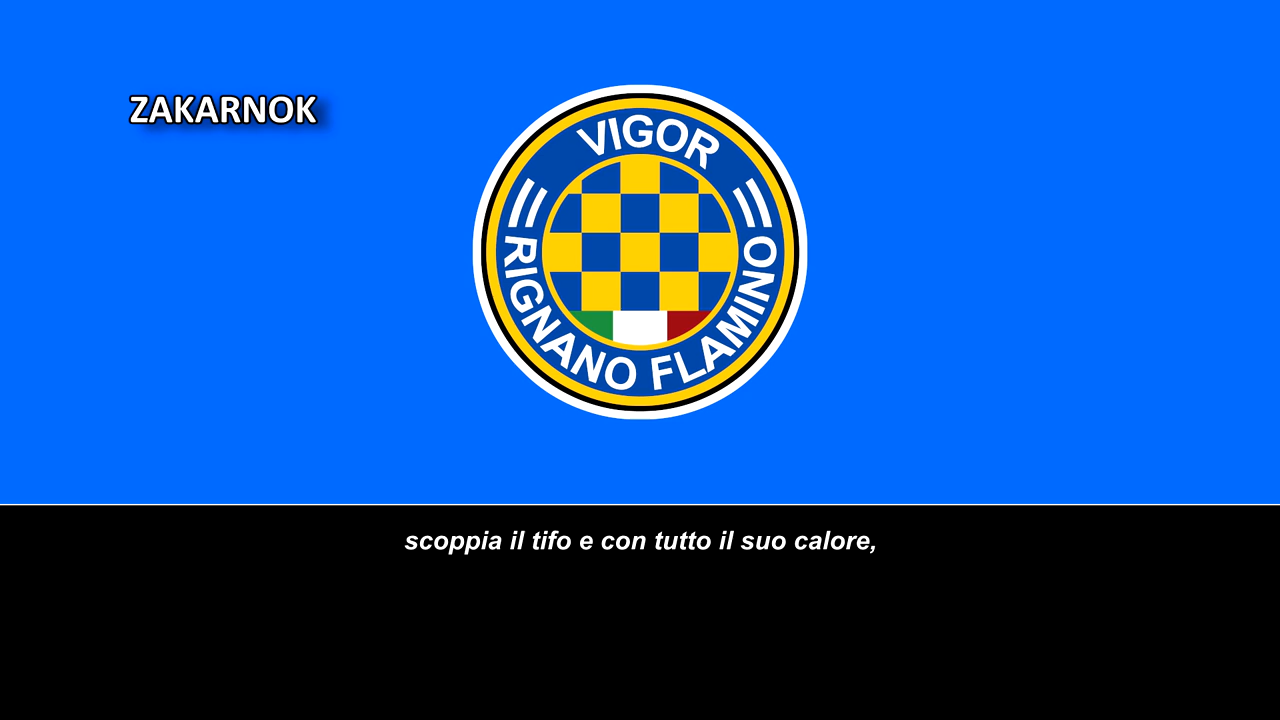 ZAKARNOK
VIGOR
RIGNANO FLAMINO
scoppia il tifo e con tutto il suo calore,